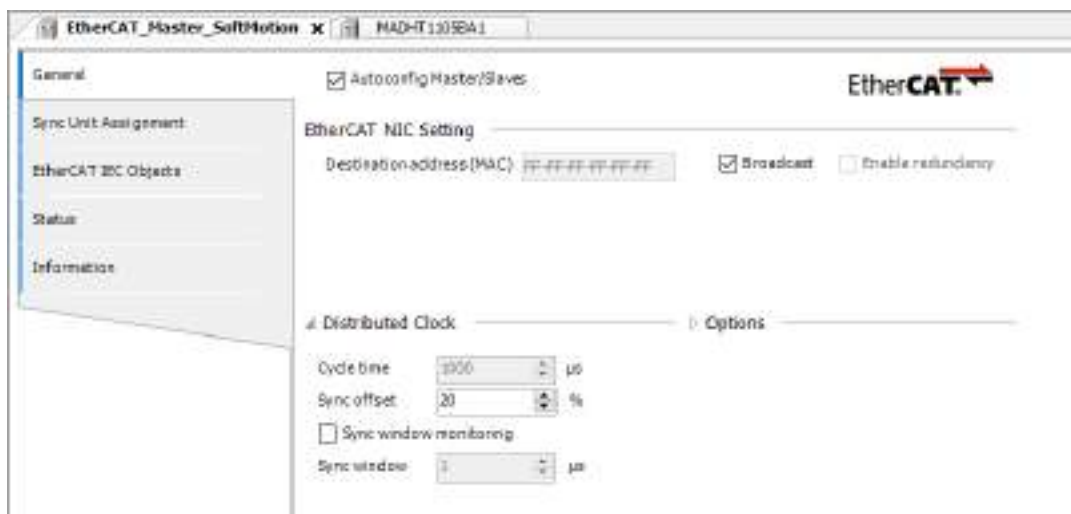 EtherCAT_Master_SoftMotion x MADHT1105BA1
General
Autoconfig Master/Slaves
EtherCAT
Sync Unit Assignment
EtherCAT NIC Setting
EtherCAT IEC Objects
Destination address (MAC) FF-FF-FF-FF-FF-FF Broadcast Enable redundancy
Status
Information
Distributed Clock Options
Cycle time 1000 µs
Sync offset 20 %
Sync window monitoring
Sync window 1 µs